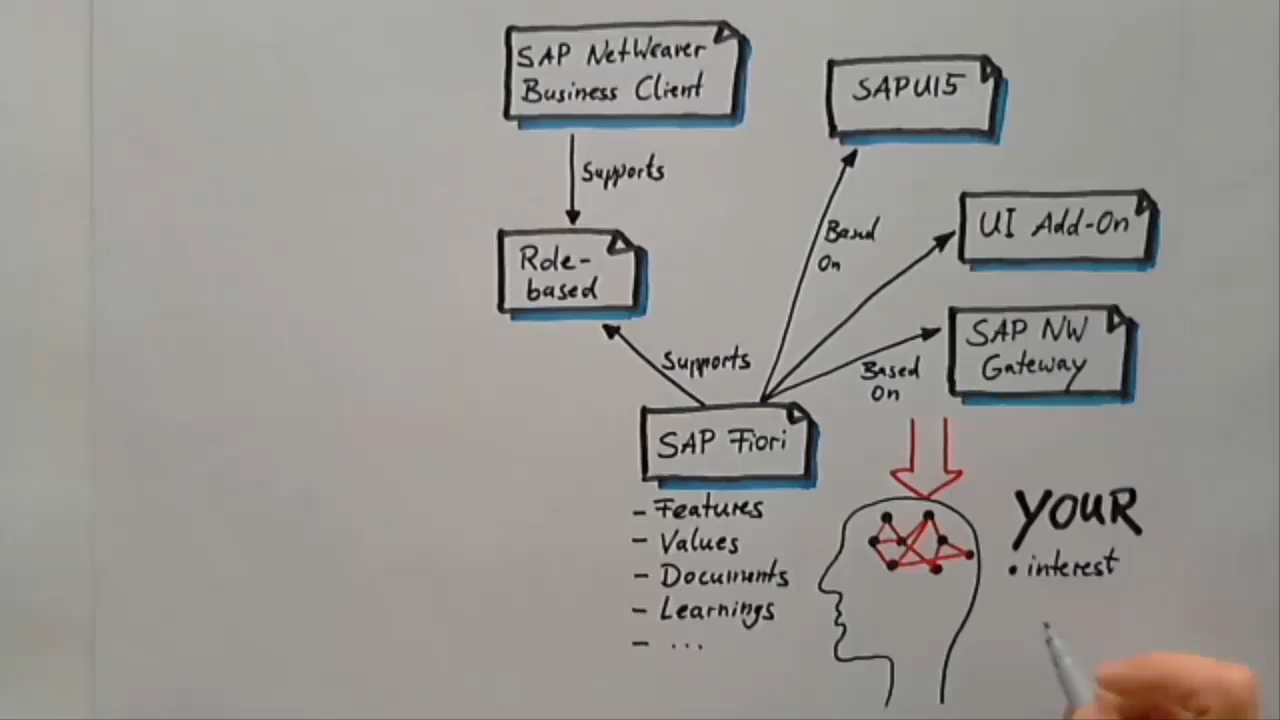 SAP NetWeaver
Business Client
SAPUI5
Supports
UI Add-On
Based
On
Role-
based
SAP NW
Gateway
Supports
Based
On
SAP Fiori
- Features
- Values
- Documents
- Learnings
- ...
YOUR
• interest